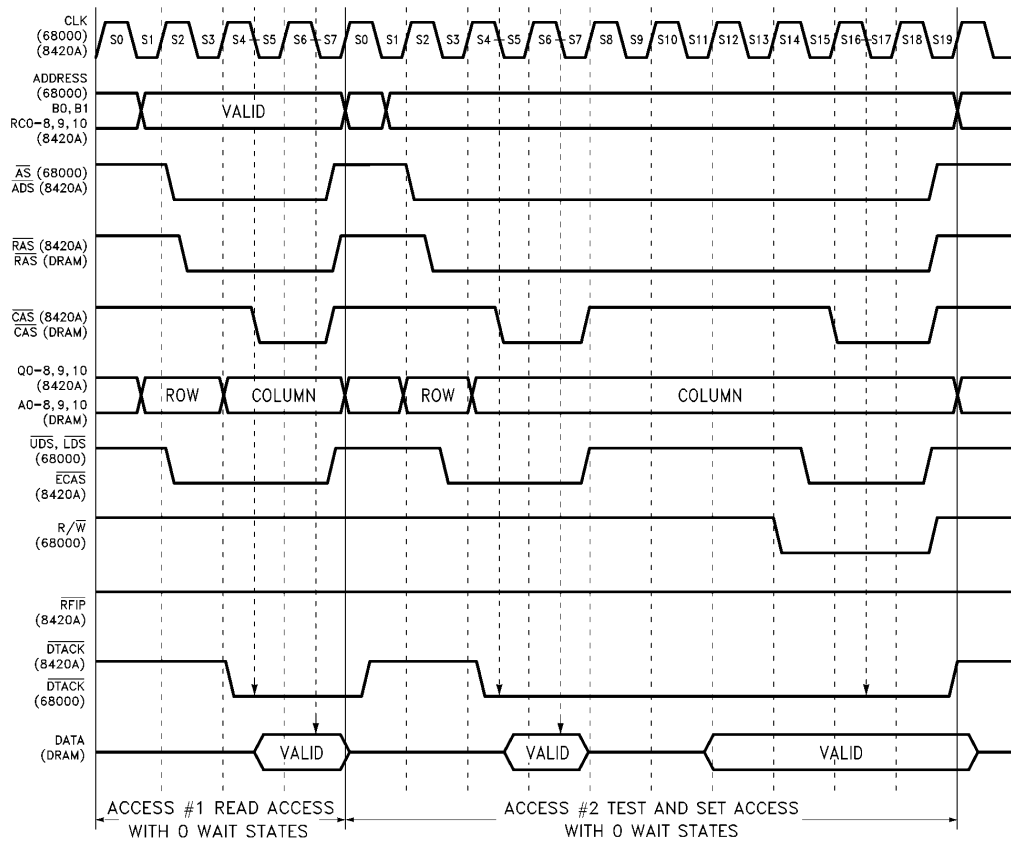 CLK
(68000)
(8420A)
S0 S1 S2 S3 S4 S5 S6 S7 S0 S1 S2 S3 S4 S5 S6 S7 S8 S9 S10 S11 S12 S13 S14 S15 S16 S17 S18 S19
ADDRESS
(68000)
B0, B1
RC0-8, 9, 10
(8420A)
VALID
AS (68000)
ADS (8420A)
RAS (8420A)
RAS (DRAM)
CAS (8420A)
CAS (DRAM)
Q0-8, 9, 10
(8420A)
A0-8, 9, 10
(DRAM)
ROW COLUMN ROW COLUMN
UDS, LDS
(68000)
ECAS
(8420A)
R/W
(68000)
RFIP
(8420A)
DTACK
(8420A)
DTACK
(68000)
DATA
(DRAM)
VALID VALID VALID
ACCESS #1 READ ACCESS
WITH 0 WAIT STATES
ACCESS #2 TEST AND SET ACCESS
WITH 0 WAIT STATES